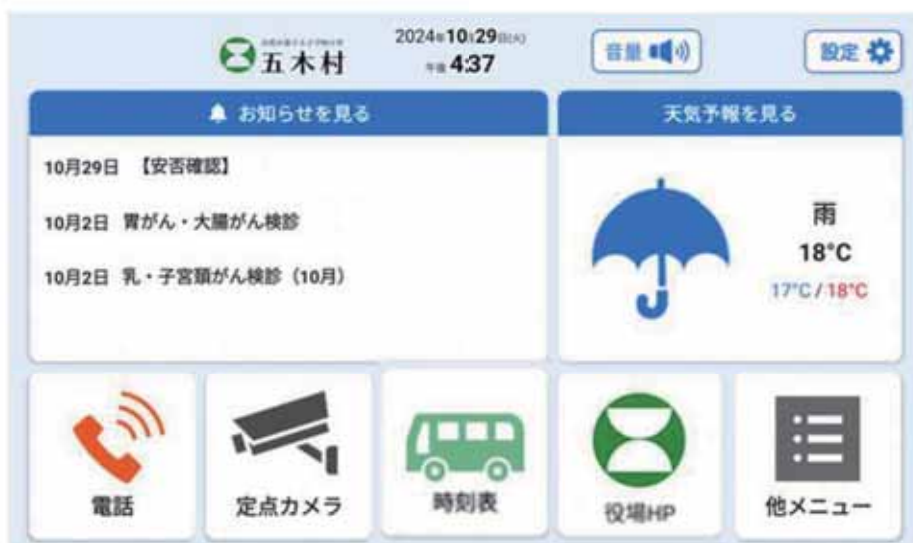 五木村
2024年10月29日(火)
午後 4:37
音量
設定
お知らせを見る
天気予報を見る
10月29日 【安否確認】
10月2日 胃がん・大腸がん検診
10月2日 乳・子宮頸がん検診（10月）
雨
18°C
17°C / 18°C
電話
定点カメラ
時刻表
役場HP
他メニュー